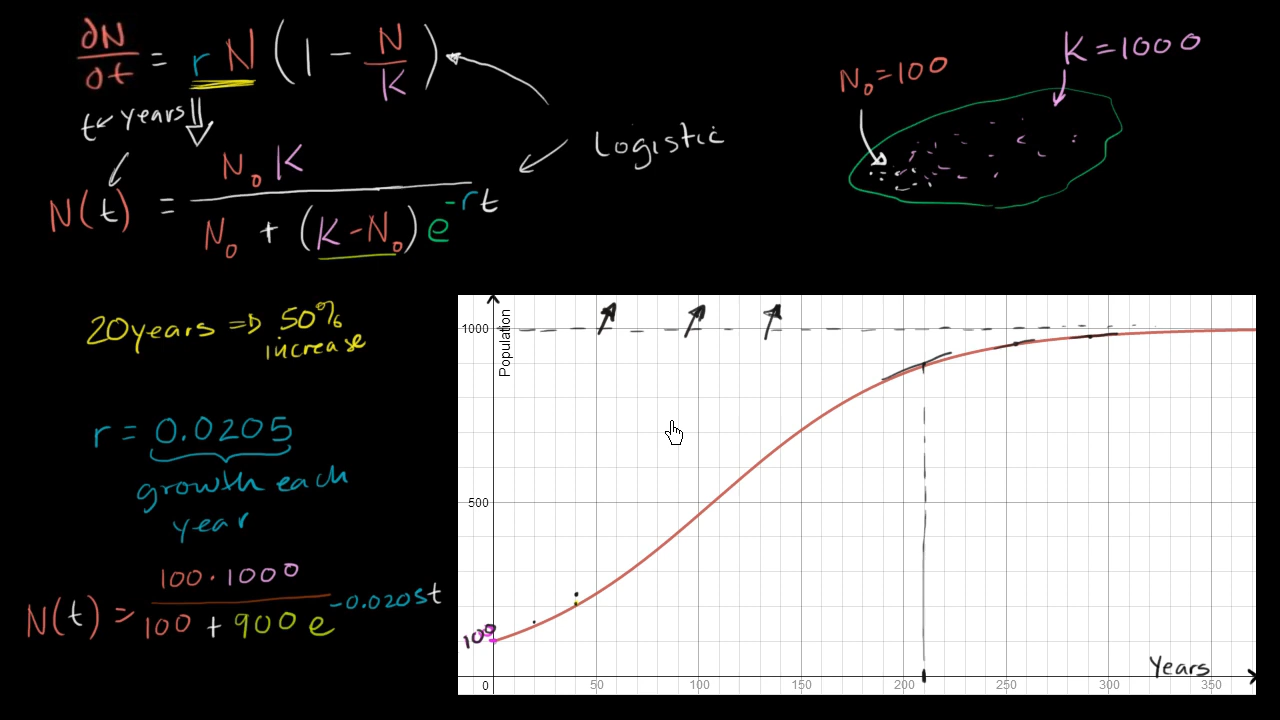 ∂N/∂t = rN(1 - N/K)
t ← years
N(t) = N₀K / N₀ + (K-N₀)e^-rt
Logistic
N₀=100
K=1000
20years => 50%
increase
r = 0.0205
growth each
year
N(t) = 100·1000 / 100 + 900e^-0.0205t
Population
1000
500
100
0
50
100
150
200
250
300
350
Years